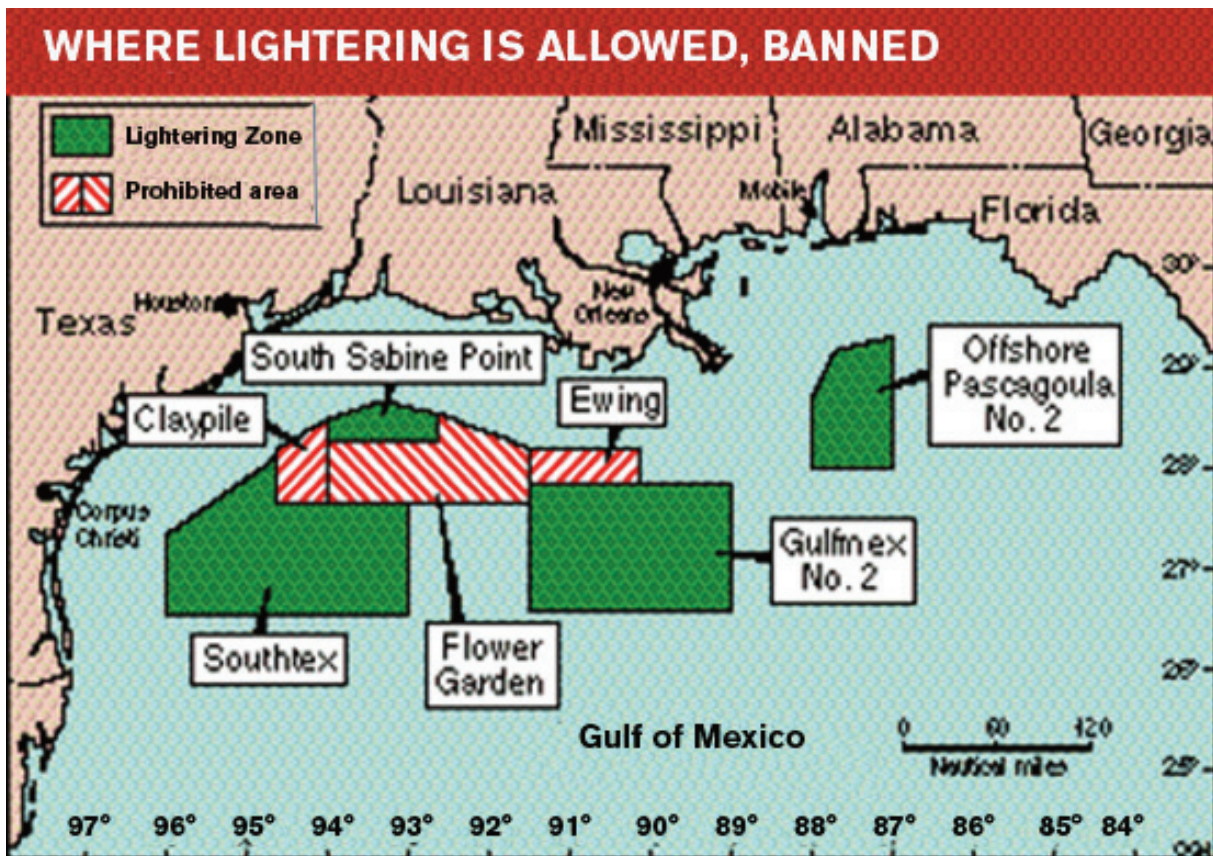 WHERE LIGHTERING IS ALLOWED, BANNED
Lightering Zone
Prohibited area
Mississippi
Alabama
Georgia
Louisiana
Mobile
Florida
Houston
Texas
New
Orleans
30°
South Sabine Point
Offshore
Pascagoula
No. 2
29°
Claypile
Ewing
28°
Corpus
Christi
Gulfmex
No. 2
27°
Southtex
Flower
Garden
26°
Gulf of Mexico
0 60 120
Nautical miles
25°
97° 96° 95° 94° 93° 92° 91° 90° 89° 88° 87° 86° 85° 84°